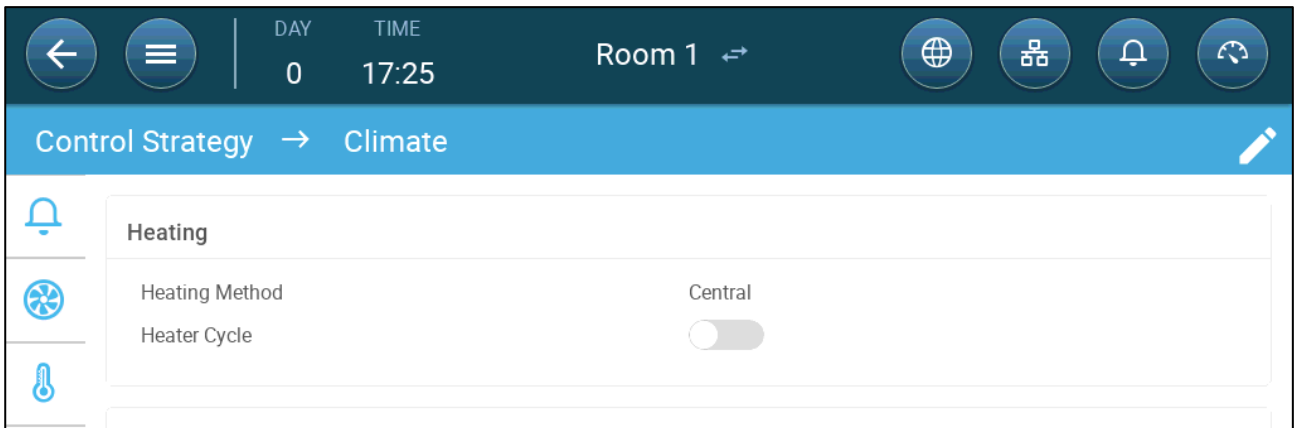 DAY TIME
0 17:25
Room 1
Control Strategy → Climate
Heating
Heating Method Central
Heater Cycle